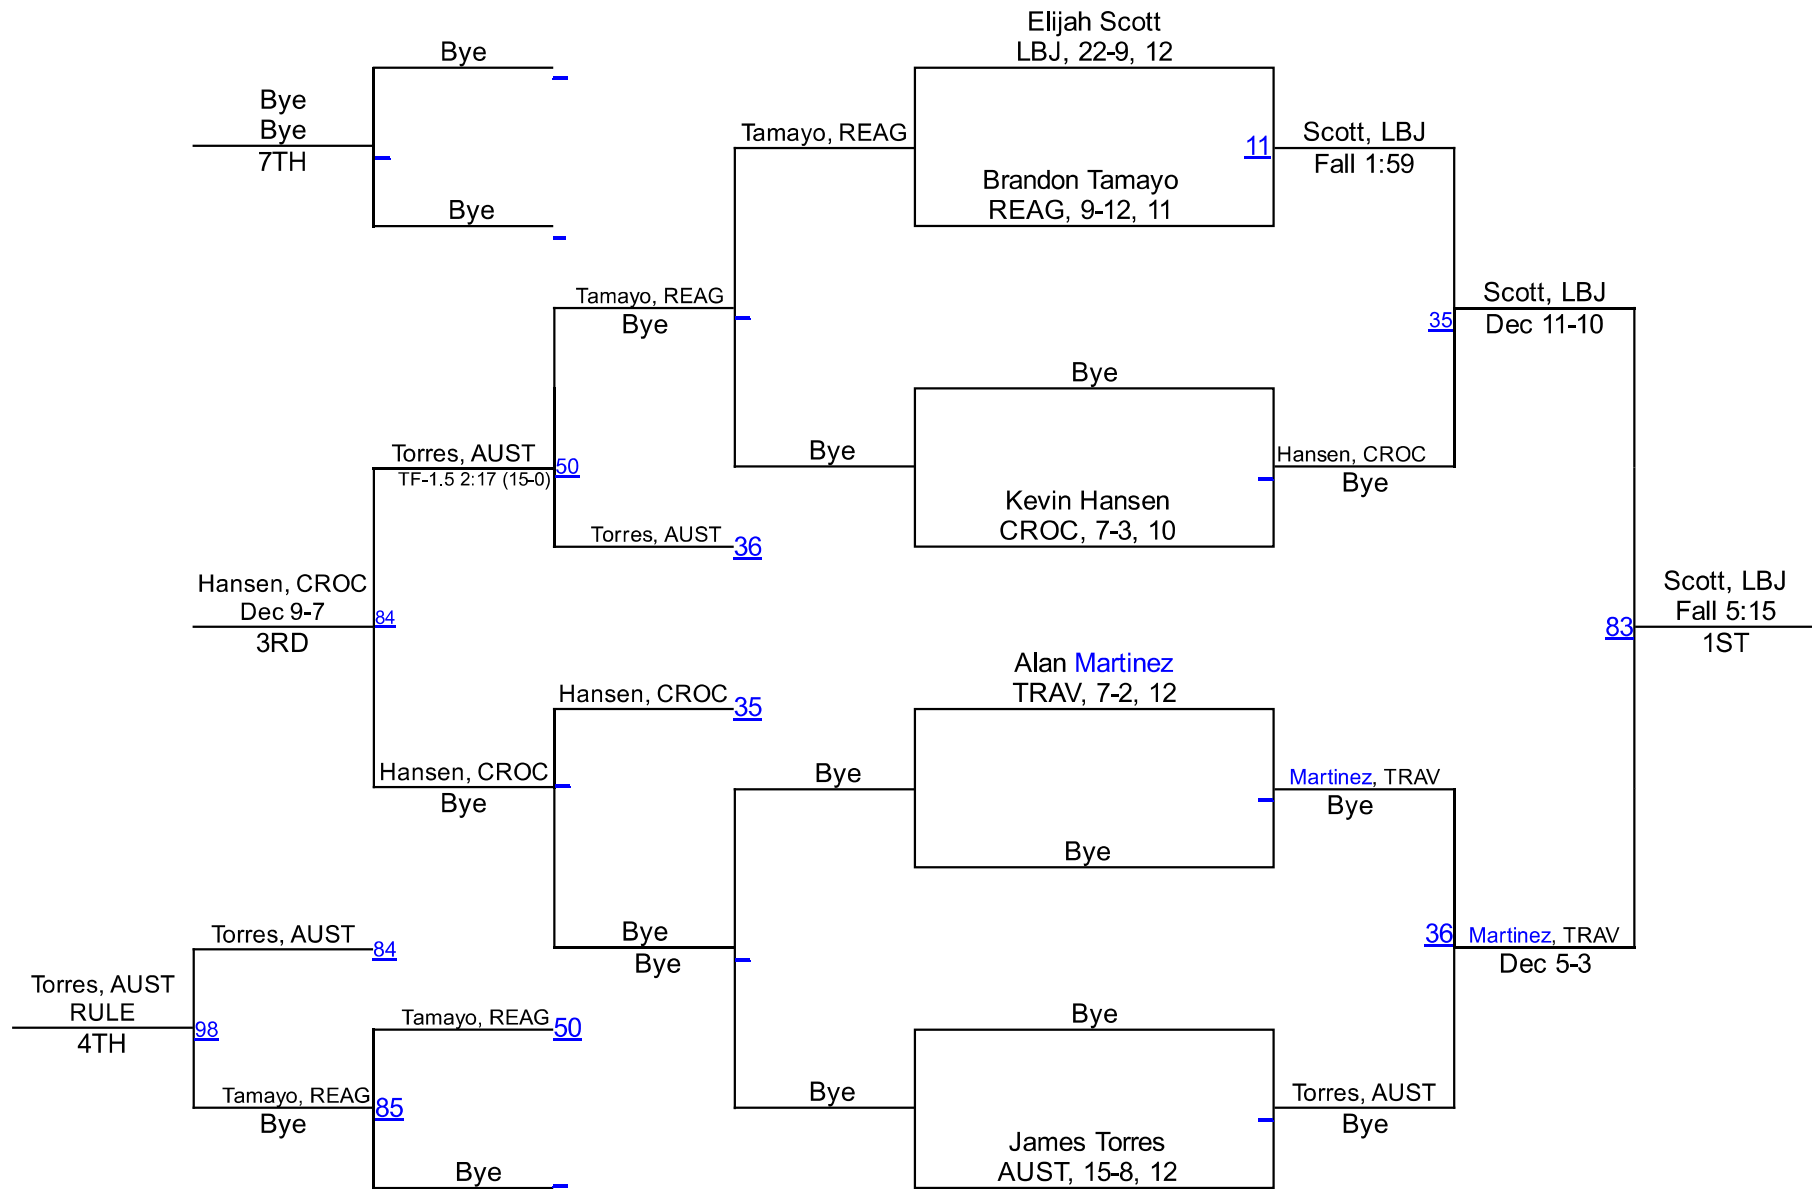 Elijah Scott
LBJ, 22-9, 12
Bye
Bye
Bye
7TH
Tamayo, REAG
11
Scott, LBJ
Fall 1:59
Brandon Tamayo
REAG, 9-12, 11
Bye
Tamayo, REAG
Bye
35
Scott, LBJ
Dec 11-10
Bye
Torres, AUST
TF-1.5 2:17 (15-0)
50
Bye
Hansen, CROC
Bye
Kevin Hansen
CROC, 7-3, 10
Torres, AUST
36
Hansen, CROC
Dec 9-7
3RD
84
83
Scott, LBJ
Fall 5:15
1ST
Alan Martinez
TRAV, 7-2, 12
Hansen, CROC
35
Hansen, CROC
Bye
Bye
Martinez, TRAV
Bye
Bye
Torres, AUST
84
Bye
Bye
36
Martinez, TRAV
Dec 5-3
Torres, AUST
RULE
4TH
98
Tamayo, REAG
50
Bye
Tamayo, REAG
Bye
85
Bye
Torres, AUST
Bye
James Torres
AUST, 15-8, 12
Bye